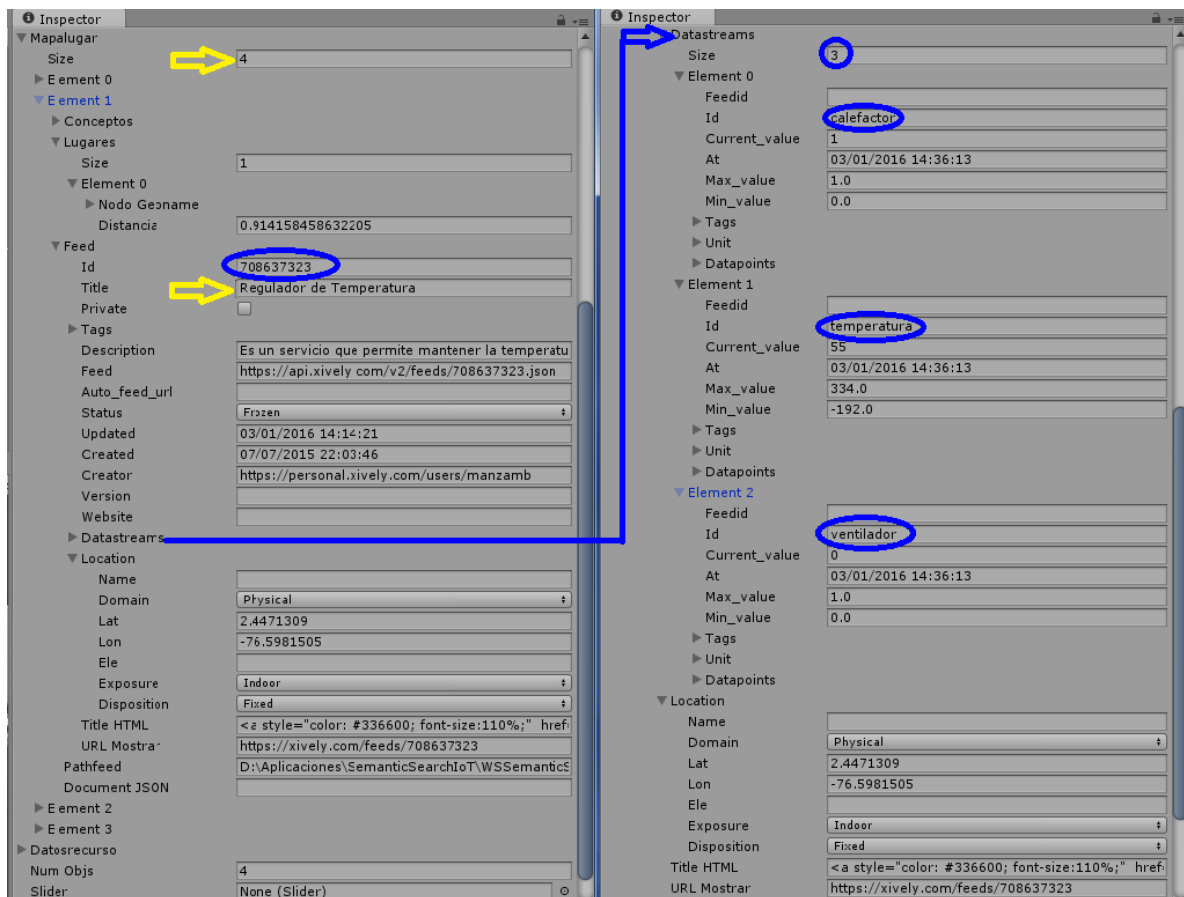 Inspector
Mapalugar
Size 4
Element 0
Element 1
Conceptos
Lugares
Size 1
Element 0
Nodo Geoname
Distancia 0.914158458632205
Feed
Id 708637323
Title Regulador de Temperatura
Private
Tags
Description Es un servicio que permite mantener la temperatu
Feed https://api.xively com/v2/feeds/708637323.json
Auto_feed_url
Status Frozen
Updated 03/01/2016 14:14:21
Created 07/07/2015 22:03:46
Creator https://personal.xively.com/users/manzamb
Version
Website
Datastreams
Location
Name
Domain Physical
Lat 2.4471309
Lon -76.5981505
Ele
Exposure Indoor
Disposition Fixed
Title HTML <a style="color: #336600; font-size:110%;" href=
URL Mostrar https://xively.com/feeds/708637323
Pathfeed D:\Aplicaciones\SemanticSearchIoT\WSSemanticS
Document JSON
Element 2
Element 3
Datosrecurso
Num Objs 4
Slider None (Slider)
Inspector
Datastreams
Size 3
Element 0
Feedid
Id calefactor
Current_value 1
At 03/01/2016 14:36:13
Max_value 1.0
Min_value 0.0
Tags
Unit
Datapoints
Element 1
Feedid
Id temperatura
Current_value 55
At 03/01/2016 14:36:13
Max_value 334.0
Min_value -192.0
Tags
Unit
Datapoints
Element 2
Feedid
Id ventilador
Current_value 0
At 03/01/2016 14:36:13
Max_value 1.0
Min_value 0.0
Tags
Unit
Datapoints
Location
Name
Domain Physical
Lat 2.4471309
Lon -76.5981505
Ele
Exposure Indoor
Disposition Fixed
Title HTML <a style="color: #336600; font-size:110%;" href=
URL Mostrar https://xively.com/feeds/708637323